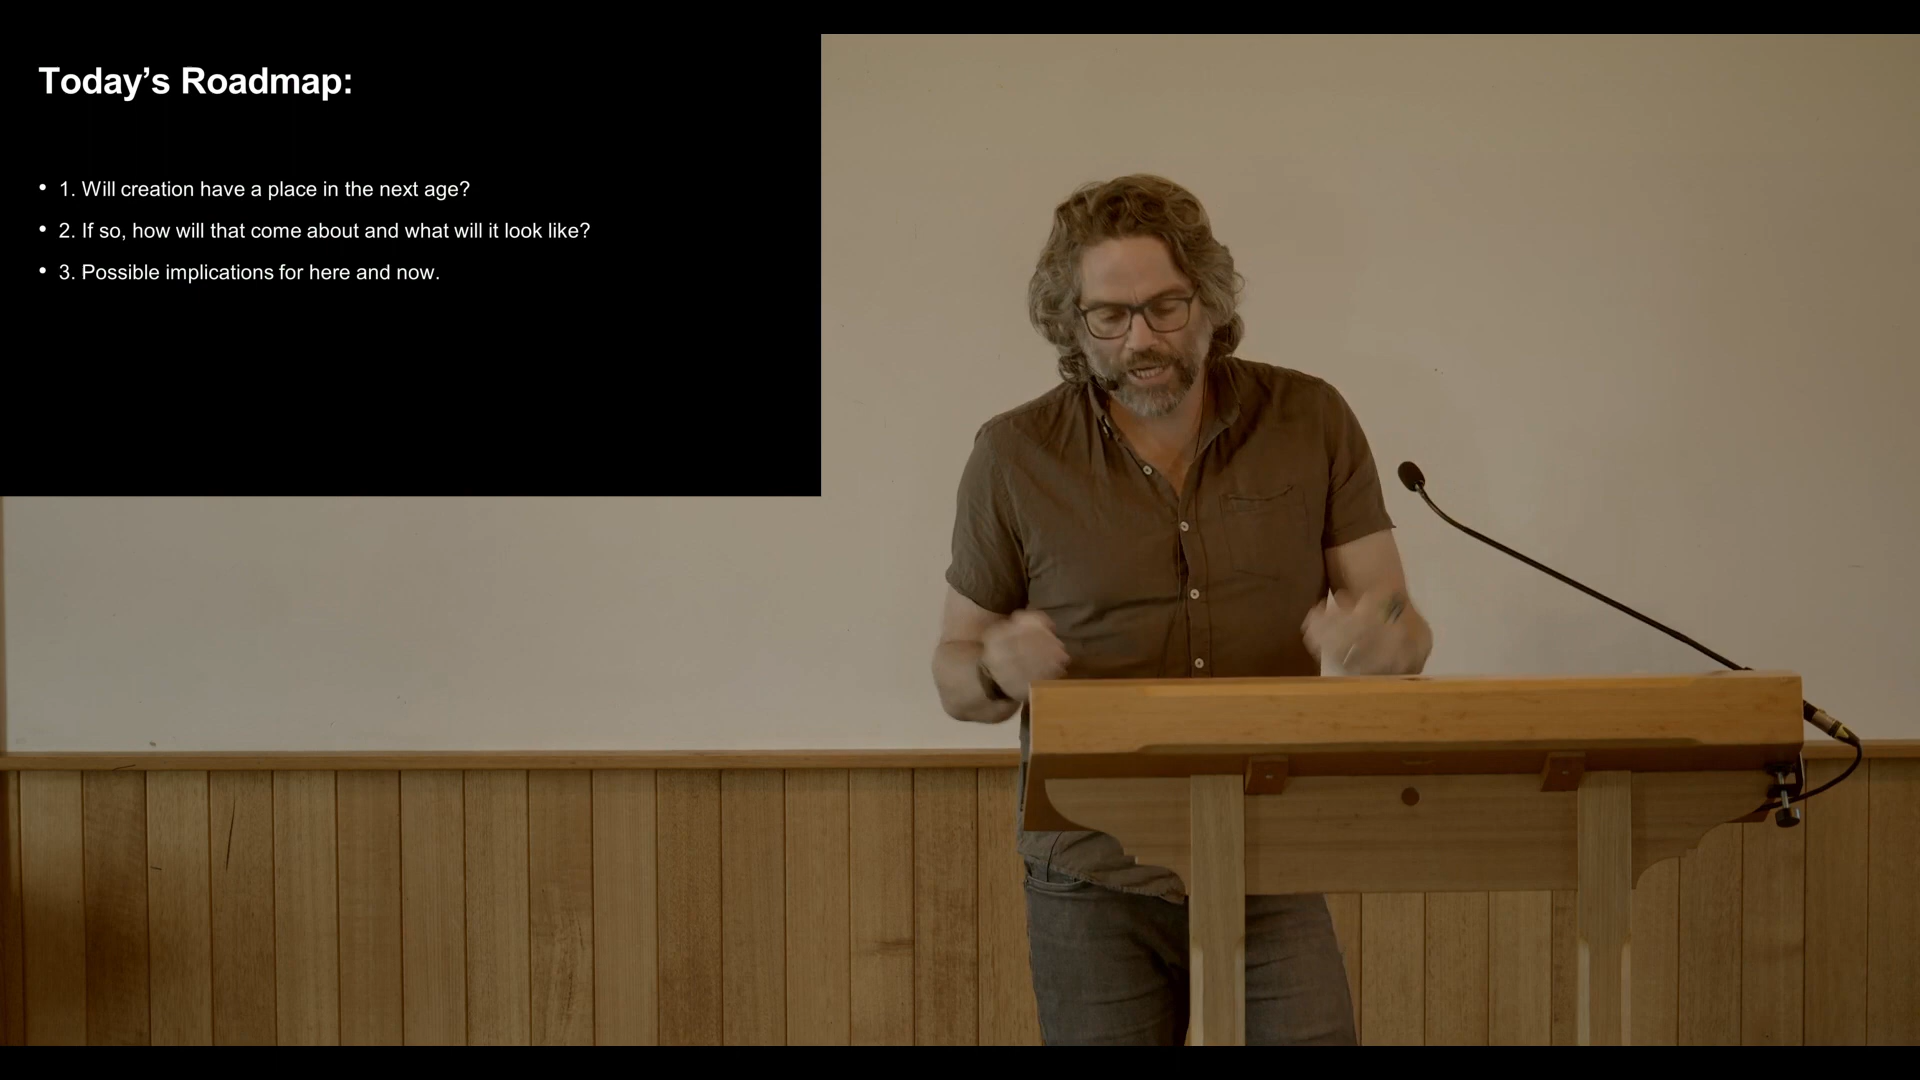 Today’s Roadmap:
• 1. Will creation have a place in the next age?
• 2. If so, how will that come about and what will it look like?
• 3. Possible implications for here and now.